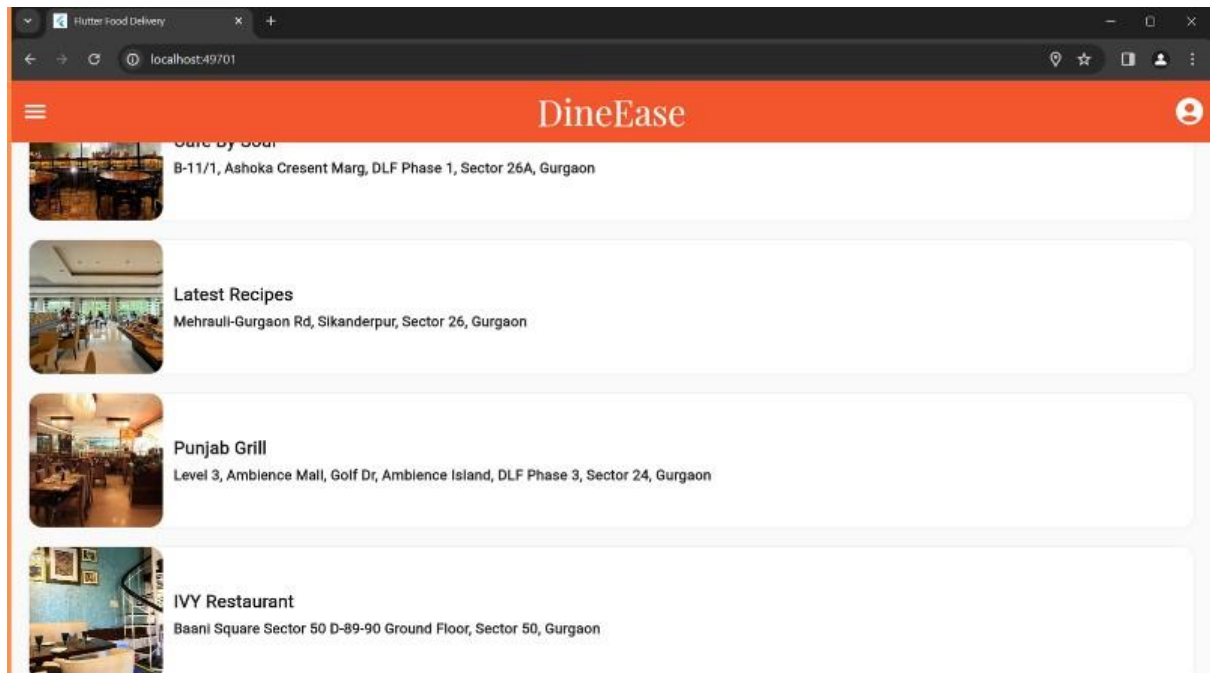 Flutter Food Delivery
localhost:49701
DineEase
B-11/1, Ashoka Cresent Marg, DLF Phase 1, Sector 26A, Gurgaon
Latest Recipes
Mehrauli-Gurgaon Rd, Sikanderpur, Sector 26, Gurgaon
Punjab Grill
Level 3, Ambience Mall, Golf Dr, Ambience Island, DLF Phase 3, Sector 24, Gurgaon
IVY Restaurant
Baani Square Sector 50 D-89-90 Ground Floor, Sector 50, Gurgaon